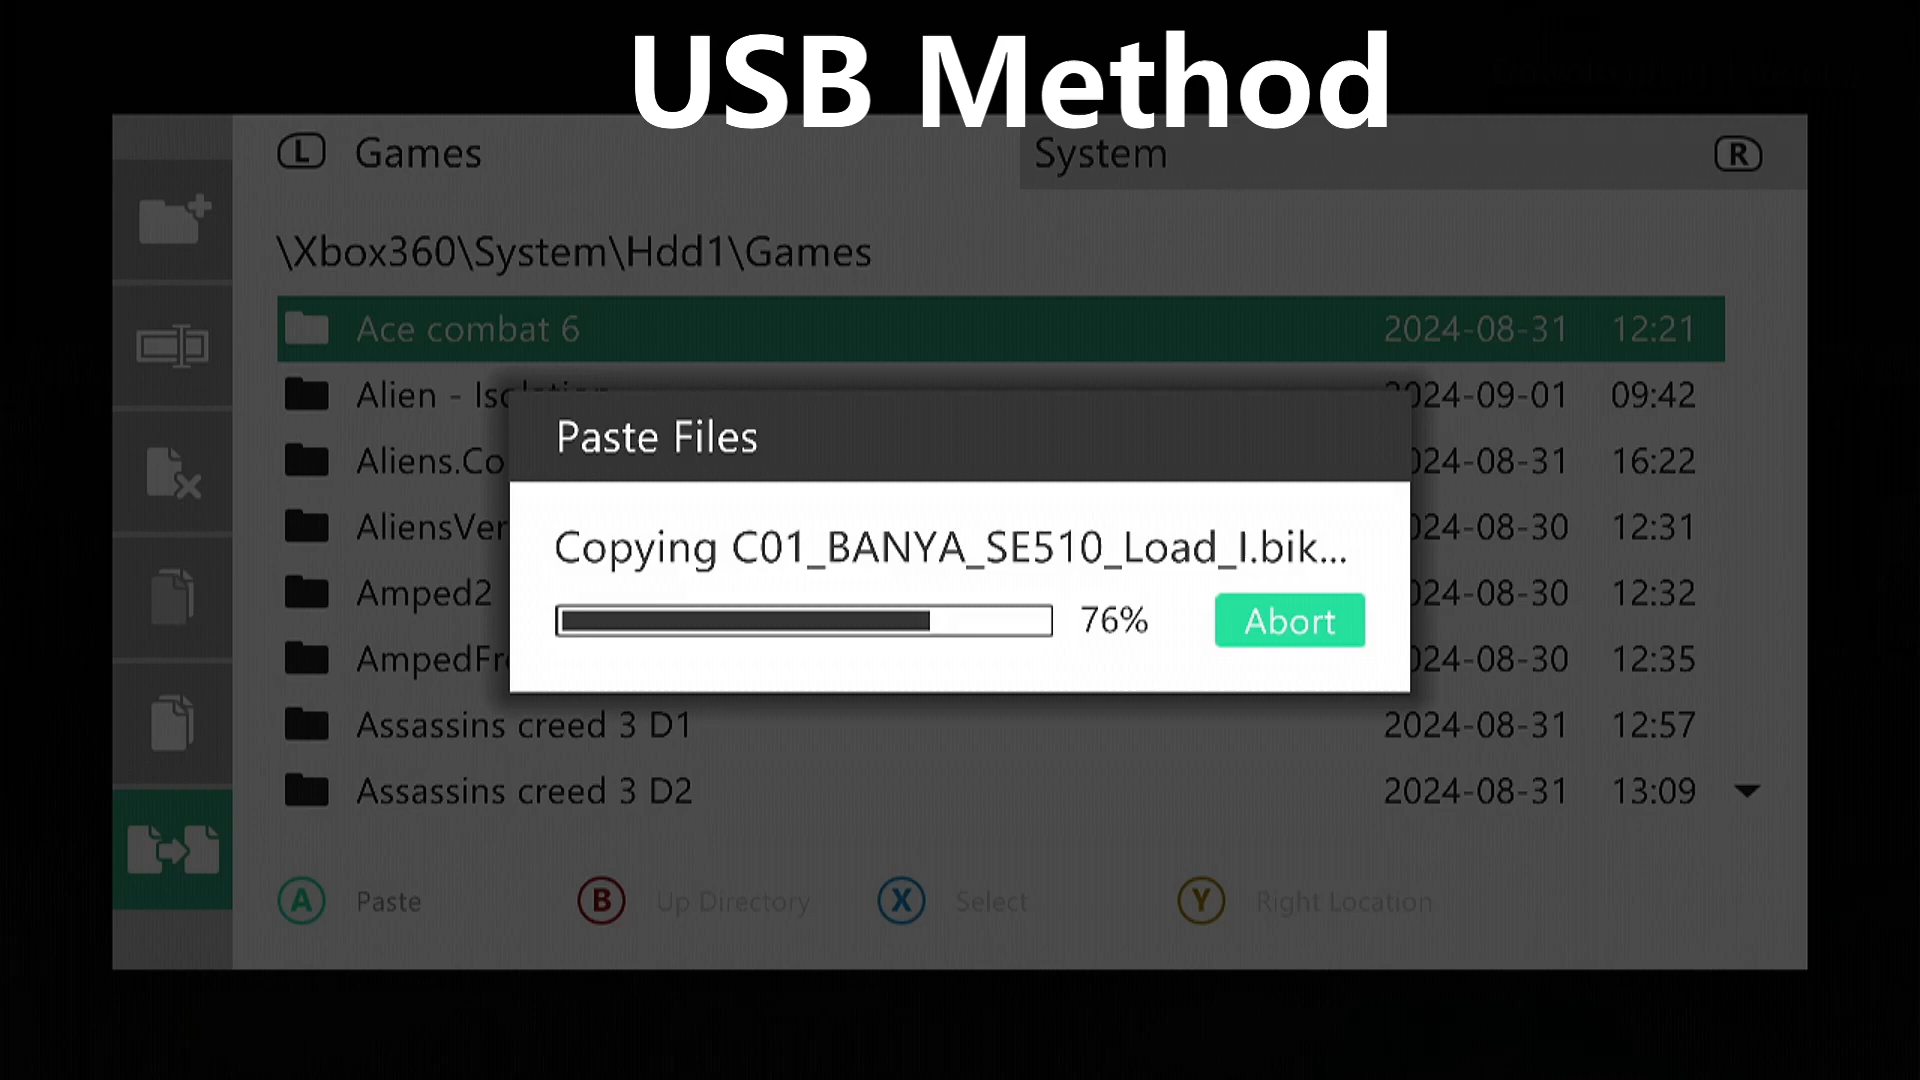 USB Method
L Games System R
\Xbox360\System\Hdd1\Games
Ace combat 6 2024-08-31 12:21
Alien - 09:42
2024-08-31 16:22
12:31
Amped2 12:32
12:35
Paste Files
Copying C01_BANYA_SE510_Load_I.bik...
76% Abort
Assassins creed 3 D1 2024-08-31 12:57
Assassins creed 3 D2 2024-08-31 13:09
A Paste B Up Directory X Select Y Right Location